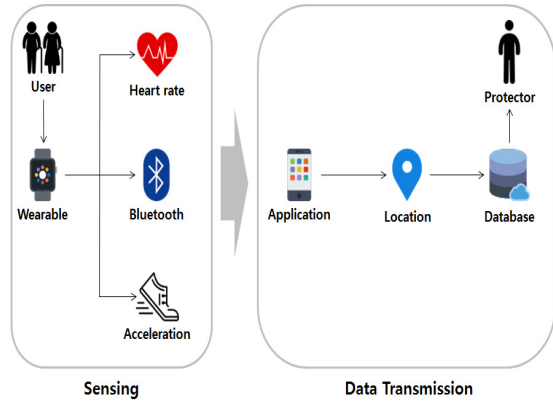 User
Heart rate
Wearable
Bluetooth
Acceleration
Sensing
Protector
Application
Location
Database
Data Transmission